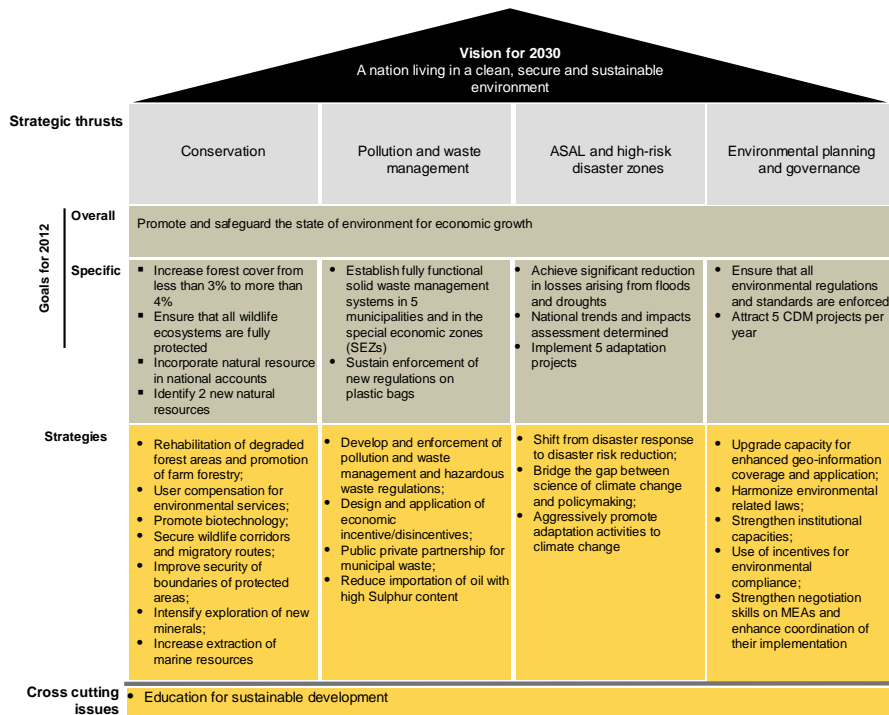 Vision for 2030
A nation living in a clean, secure and sustainable
environment
Strategic thrusts
Conservation
Pollution and waste
management
ASAL and high-risk
disaster zones
Environmental planning
and governance
Goals for 2012
Overall
Promote and safeguard the state of environment for economic growth
Specific
▪ Increase forest cover from
less than 3% to more than
4%
▪ Ensure that all wildlife
ecosystems are fully
protected
▪ Incorporate natural resource
in national accounts
▪ Identify 2 new natural
resources
• Establish fully functional
solid waste management
systems in 5
municipalities and in the
special economic zones
(SEZs)
• Sustain enforcement of
new regulations on
plastic bags
• Achieve significant reduction
in losses arising from floods
and droughts
• National trends and impacts
assessment determined
• Implement 5 adaptation
projects
• Ensure that all
environmental regulations
and standards are enforced
• Attract 5 CDM projects per
year
Strategies
• Rehabilitation of degraded
forest areas and promotion
of farm forestry;
• User compensation for
environmental services;
• Promote biotechnology;
• Secure wildlife corridors
and migratory routes;
• Improve security of
boundaries of protected
areas;
• Intensify exploration of new
minerals;
• Increase extraction of
marine resources
• Develop and enforcement of
pollution and waste
management and hazardous
waste regulations;
• Design and application of
economic
incentive/disincentives;
• Public private partnership for
municipal waste;
• Reduce importation of oil with
high Sulphur content
• Shift from disaster response
to disaster risk reduction;
• Bridge the gap between
science of climate change
and policymaking;
• Aggressively promote
adaptation activities to
climate change
• Upgrade capacity for
enhanced geo-information
coverage and application;
• Harmonize environmental
related laws;
• Strengthen institutional
capacities;
• Use of incentives for
environmental
compliance;
• Strengthen negotiation
skills on MEAs and
enhance coordination of
their implementation
Cross cutting
issues
• Education for sustainable development